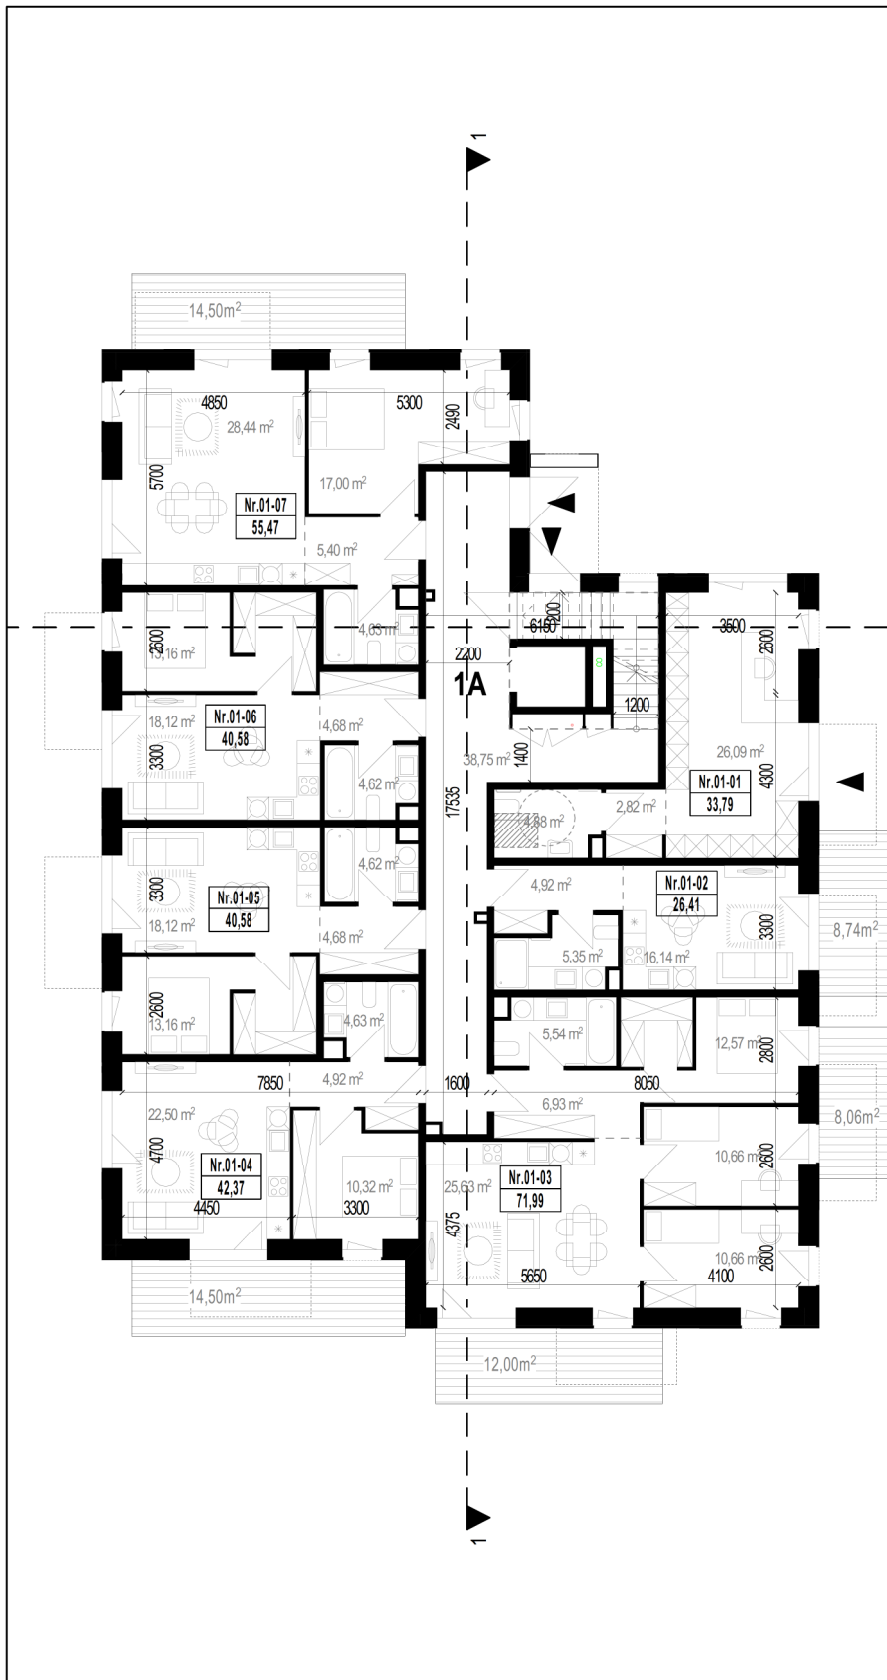 1
14,50m²
4850
28,44 m²
5300
2490
5700
17,00 m²
Nr.01-07
55,47
5,40 m²
4,63 m²
1200
6150
3500
2600
13,16 m²
2200
2600
1A
18,12 m²
Nr.01-06
40,58
4,68 m²
1200
3300
38,75 m²
1400
26,09 m²
Nr.01-01
33,79
4300
4,62 m²
17535
4,68 m²
2,82 m²
3300
4,62 m²
4,92 m²
Nr.01-02
26,41
18,12 m²
Nr.01-05
40,58
4,68 m²
5,35 m²
16,14 m²
3300
8,74m²
2600
13,16 m²
4,63 m²
5,54 m²
12,57 m²
2800
7850
4,92 m²
1600
8050
22,50 m²
6,93 m²
8,06m²
4700
Nr.01-04
42,37
10,32 m²
25,63 m²
Nr.01-03
71,99
10,66 m²
2600
4450
3300
4375
10,66 m²
2600
5650
4100
14,50m²
12,00m²
1